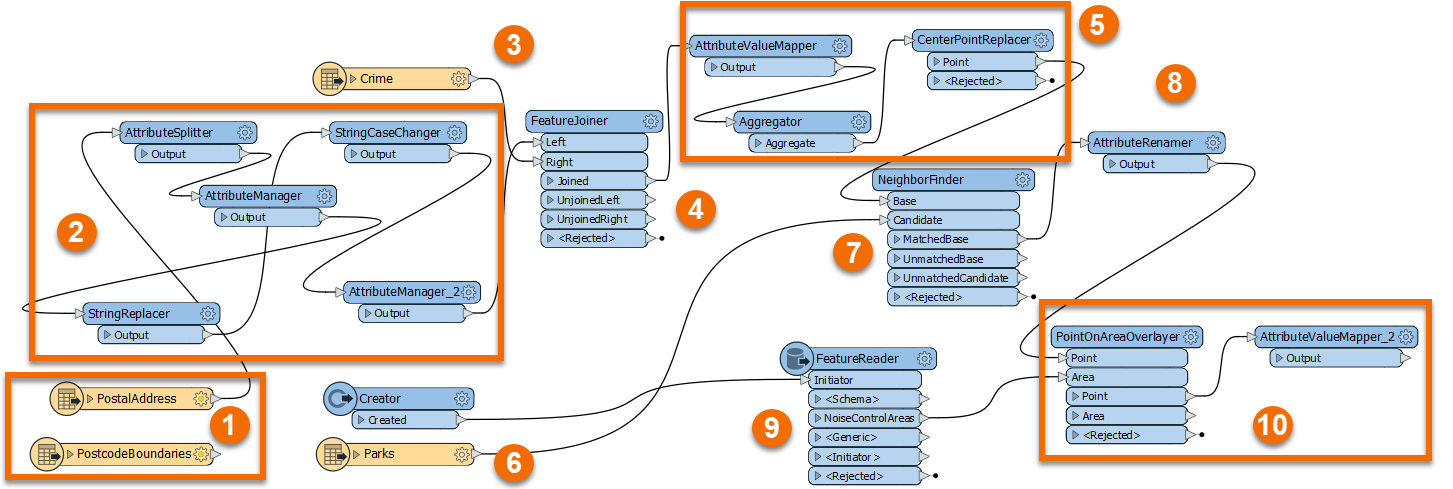 3
Crime
AttributeSplitter
Output
StringCaseChanger
Output
AttributeManager
Output
2
AttributeManager_2
Output
StringReplacer
Output
FeatureJoiner
Left
Right
Joined
UnjoinedLeft
UnjoinedRight
<Rejected>
4
5
AttributeValueMapper
Output
CenterPointReplacer
Point
<Rejected>
Aggregator
Aggregate
8
AttributeRenamer
Output
NeighborFinder
Base
Candidate
MatchedBase
UnmatchedBase
UnmatchedCandidate
<Rejected>
7
PostalAddress
PostcodeBoundaries
1
Creator
Created
Parks
6
FeatureReader
Initiator
<Schema>
NoiseControlAreas
<Generic>
<Initiator>
<Rejected>
9
PointOnAreaOverlayer
Point
Area
Point
Area
<Rejected>
AttributeValueMapper_2
Output
10